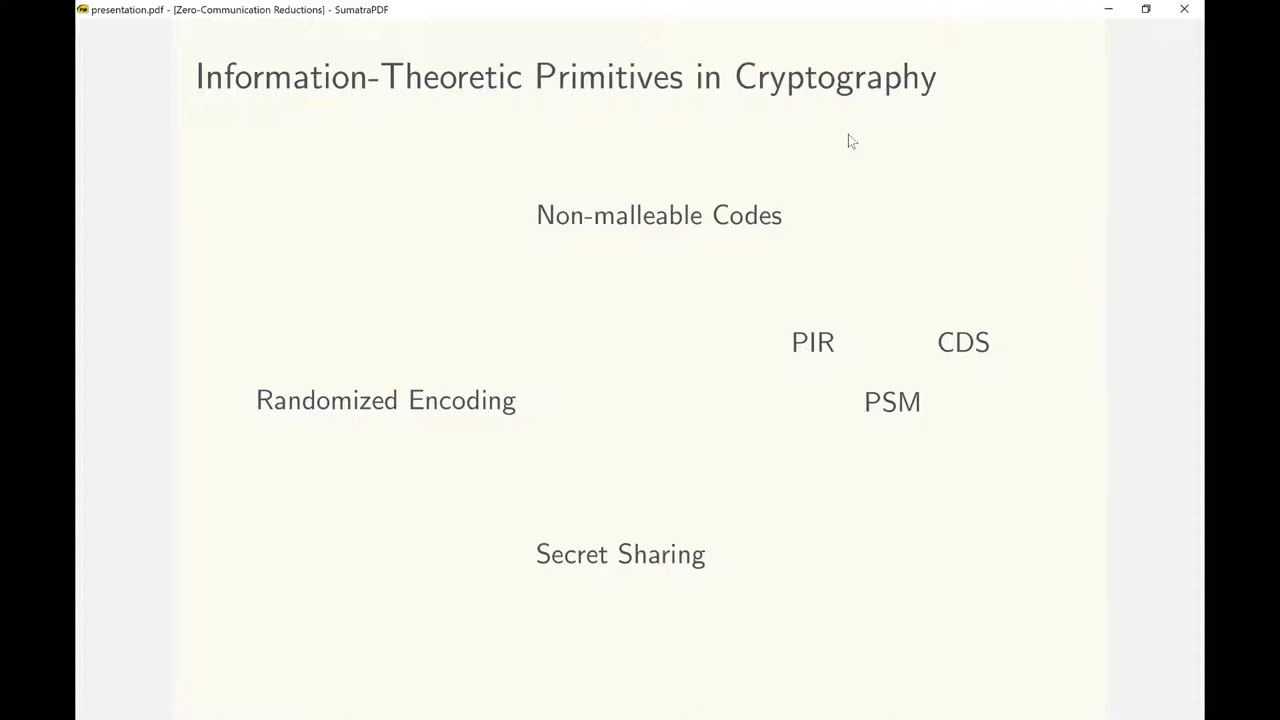 presentation.pdf - [Zero-Communication Reductions] - SumatraPDF
Information-Theoretic Primitives in Cryptography
Non-malleable Codes
PIR CDS
Randomized Encoding PSM
Secret Sharing